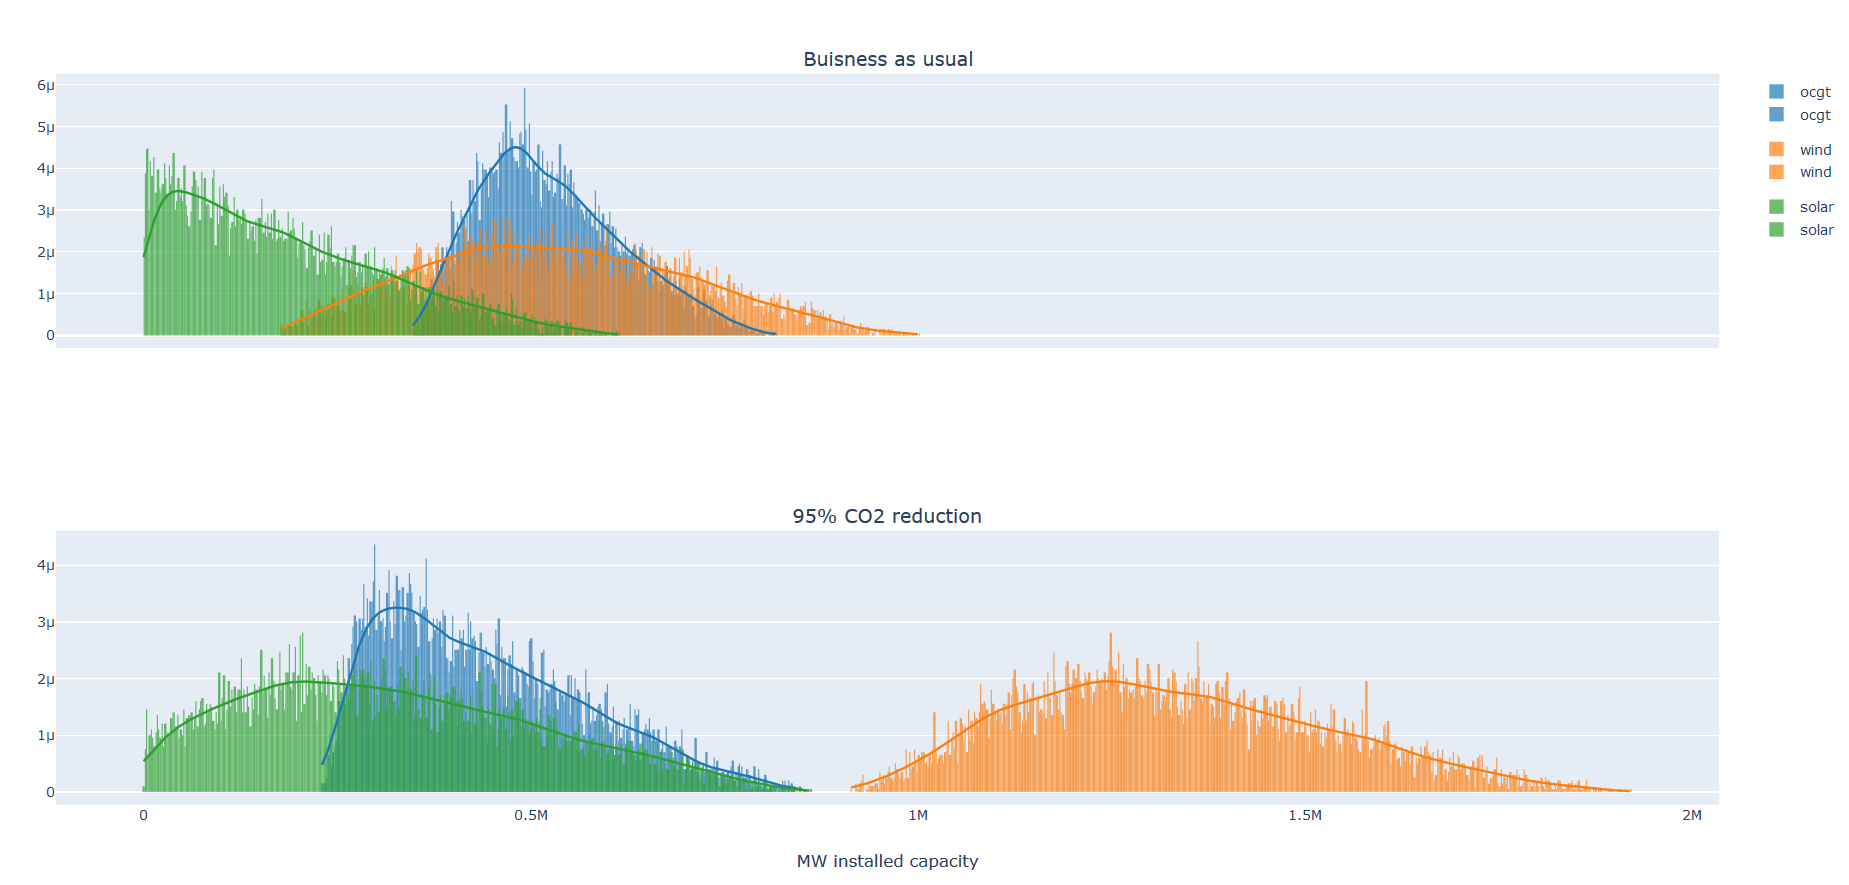 Buisness as usual
6μ
5μ
4μ
3μ
2μ
1μ
0
ocgt
ocgt
wind
wind
solar
solar
95% CO2 reduction
4μ
3μ
2μ
1μ
0
0 0.5M 1M 1.5M 2M
MW installed capacity